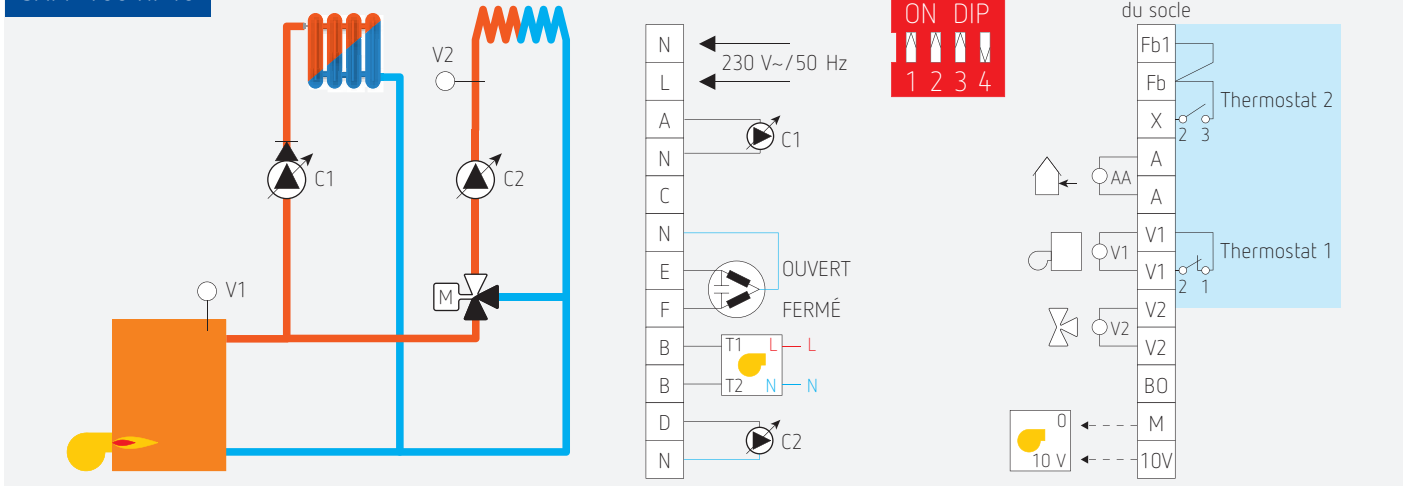 V2
C1
C2
V1
M
N
L
A
N
C
N
E
F
B
B
D
N
230 V~/50 Hz
C1
OUVERT
FERMÉ
T1 L L
T2 N N
C2
ON DIP
1 2 3 4
du socle
Fb1
Fb
X
A
A
V1
V1
V2
V2
BO
M
10V
Thermostat 2
2 3
AA
V1
Thermostat 1
2 1
V2
0
10 V